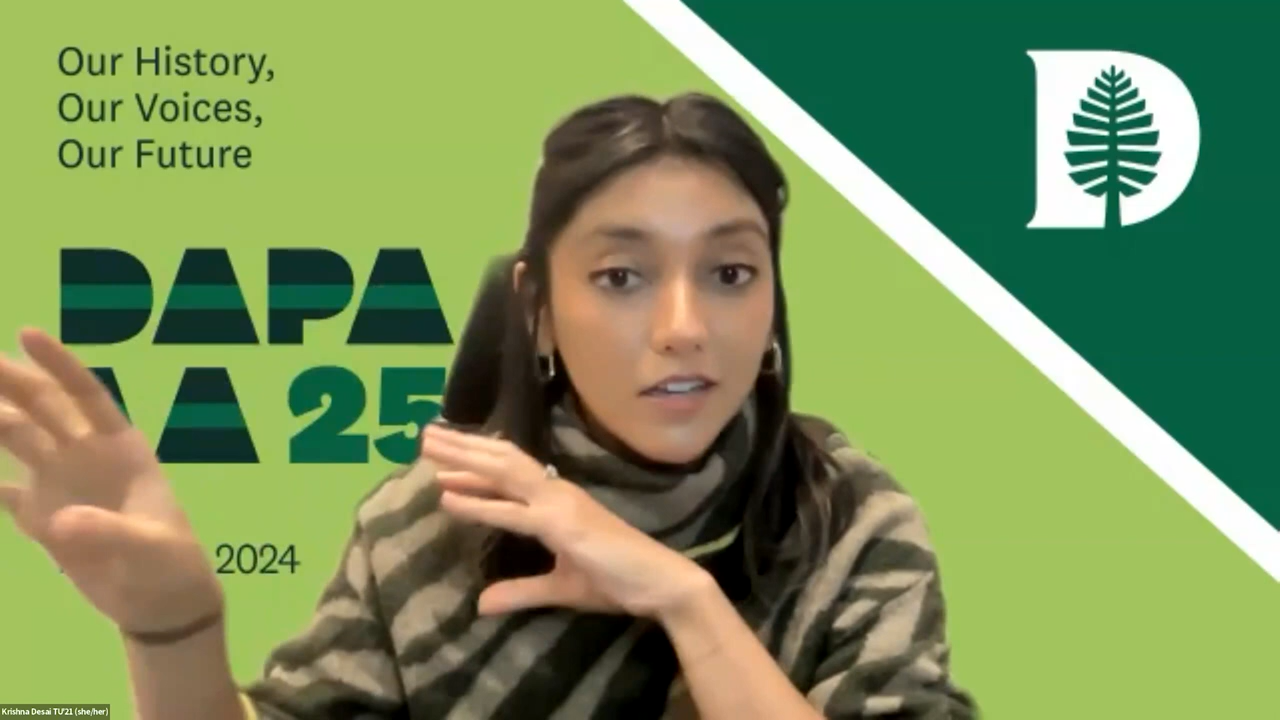 Our History,
Our Voices,
Our Future
DAPA
AA 25
2024
D
Krishna Desai TU'21 (she/her)